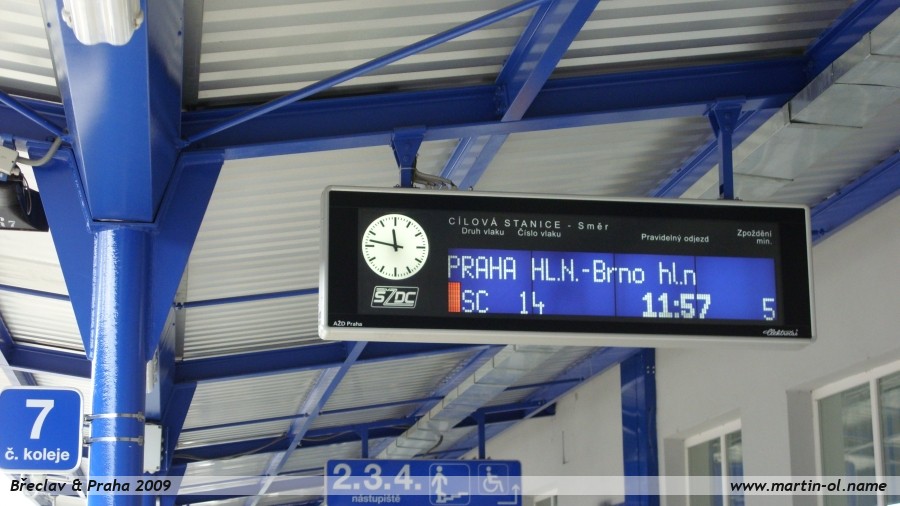 CÍLOVÁ STANICE - Směr
Druh vlaku Číslo vlaku Pravidelný odjezd Zpoždění min.
PRAHA HL.N.-Brno hl.n
SC 14 11:57 5
SŽDC
AŽD Praha
7
č. koleje
2.3.4.
nástupiště
Břeclav & Praha 2009
www.martin-ol.name